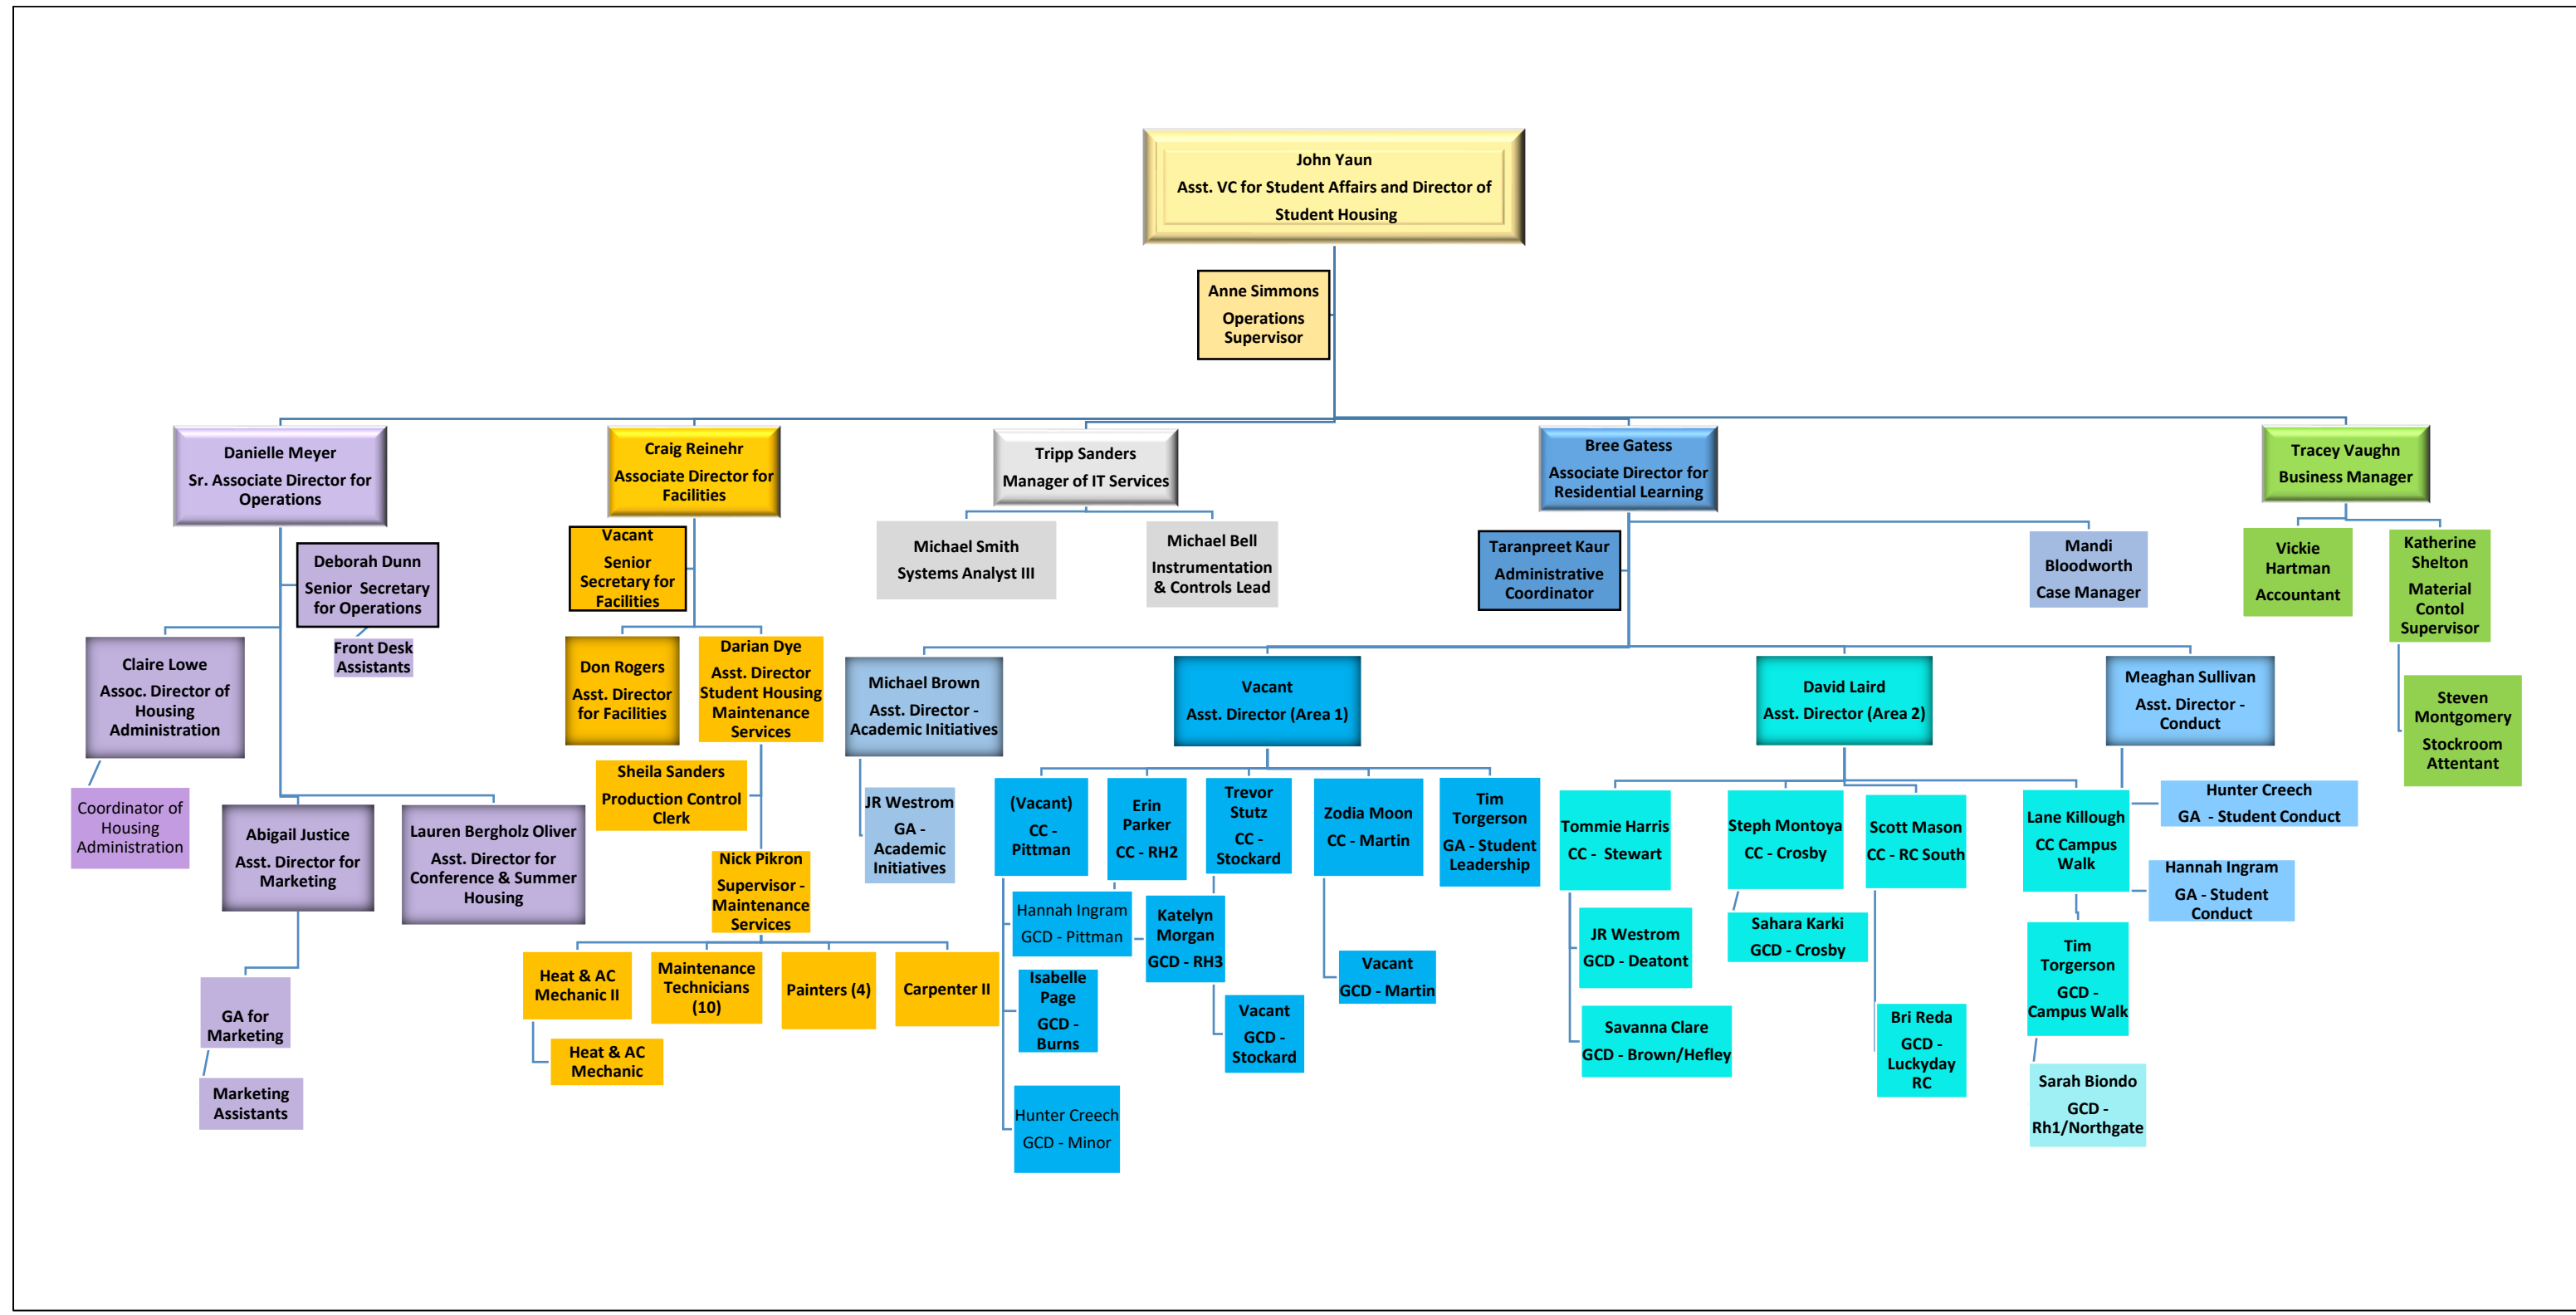 John Yaun
Asst. VC for Student Affairs and Director of
Student Housing
Anne Simmons
Operations
Supervisor
Danielle Meyer
Sr. Associate Director for
Operations
Craig Reinehr
Associate Director for
Facilities
Tripp Sanders
Manager of IT Services
Bree Gatess
Associate Director for
Residential Learning
Tracey Vaughn
Business Manager
Deborah Dunn
Senior Secretary
for Operations
Front Desk
Assistants
Claire Lowe
Assoc. Director of
Housing
Administration
Coordinator of
Housing
Administration
Abigail Justice
Asst. Director for
Marketing
Lauren Bergholz Oliver
Asst. Director for
Conference & Summer
Housing
GA for
Marketing
Marketing
Assistants
Vacant
Senior
Secretary for
Facilities
Don Rogers
Asst. Director
for Facilities
Darian Dye
Asst. Director
Student Housing
Maintenance
Services
Sheila Sanders
Production Control
Clerk
Nick Pikron
Supervisor -
Maintenance
Services
Heat & AC
Mechanic II
Maintenance
Technicians
(10)
Painters (4)
Carpenter II
Heat & AC
Mechanic
Michael Smith
Systems Analyst III
Michael Bell
Instrumentation
& Controls Lead
Taranpreet Kaur
Administrative
Coordinator
Mandi
Bloodworth
Case Manager
Michael Brown
Asst. Director -
Academic Initiatives
JR Westrom
GA -
Academic
Initiatives
Vacant
Asst. Director (Area 1)
(Vacant)
CC -
Pittman
Erin
Parker
CC - RH2
Trevor
Stutz
CC -
Stockard
Zodia Moon
CC - Martin
Tim
Torgerson
GA - Student
Leadership
Hannah Ingram
GCD - Pittman
Katelyn
Morgan
GCD - RH3
Isabelle
Page
GCD -
Burns
Vacant
GCD -
Stockard
Vacant
GCD - Martin
Hunter Creech
GCD - Minor
David Laird
Asst. Director (Area 2)
Tommie Harris
CC - Stewart
Steph Montoya
CC - Crosby
Scott Mason
CC - RC South
Lane Killough
CC Campus
Walk
JR Westrom
GCD - Deatont
Savanna Clare
GCD - Brown/Hefley
Sahara Karki
GCD - Crosby
Bri Reda
GCD -
Luckyday
RC
Tim
Torgerson
GCD -
Campus Walk
Sarah Biondo
GCD -
Rh1/Northgate
Meaghan Sullivan
Asst. Director -
Conduct
Hunter Creech
GA - Student Conduct
Hannah Ingram
GA - Student
Conduct
Vickie
Hartman
Accountant
Katherine
Shelton
Material
Contol
Supervisor
Steven
Montgomery
Stockroom
Attentant